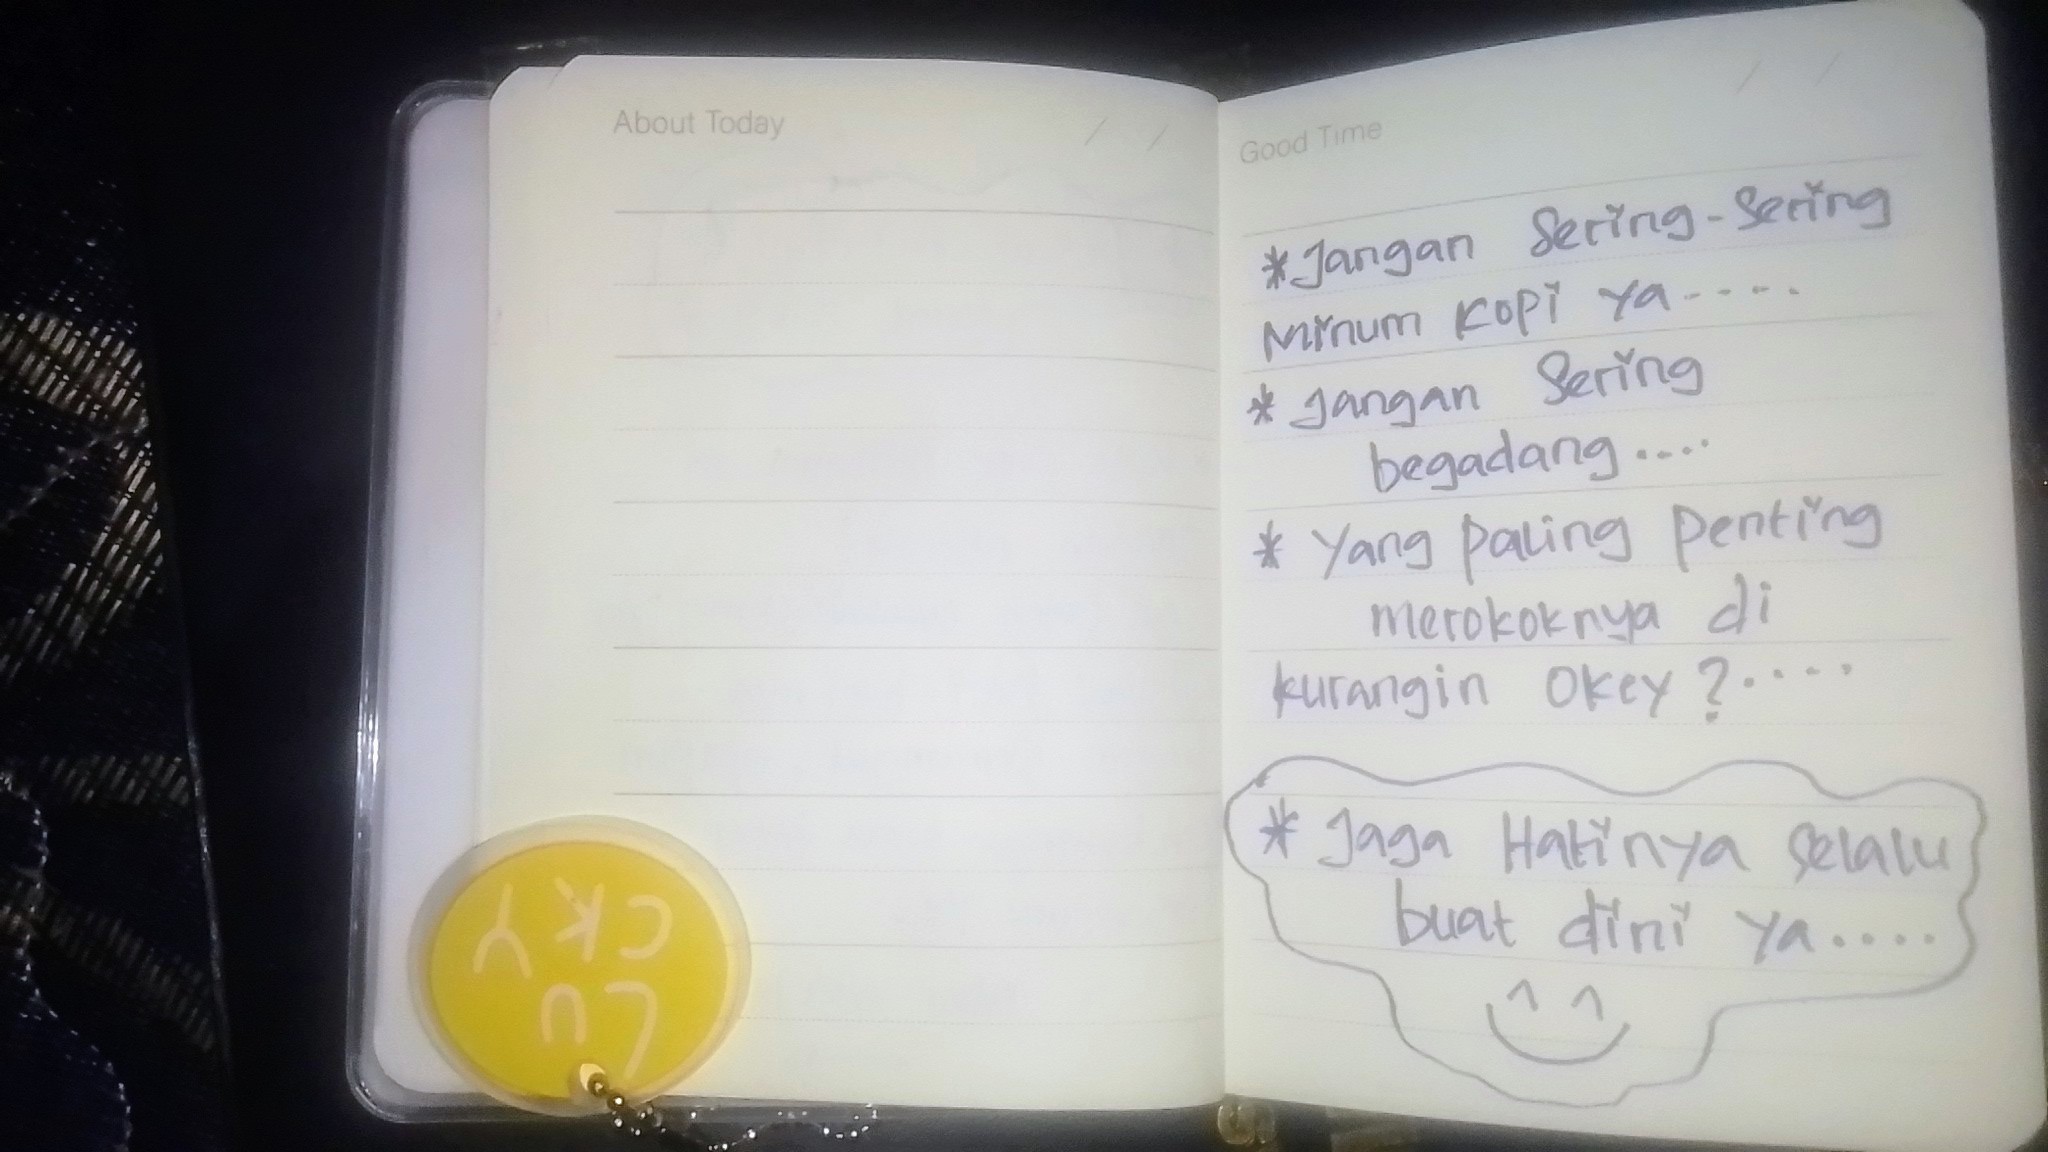 About Today / /
Good Time / /
*Jangan Sering-Sering
Minum Kopi Ya.....
* Jangan Sering
begadang....
* Yang paling penting
merokoknya di
kurangin Okey?....
* Jaga Hatinya Selalu
buat dini ya....
LU
CKY